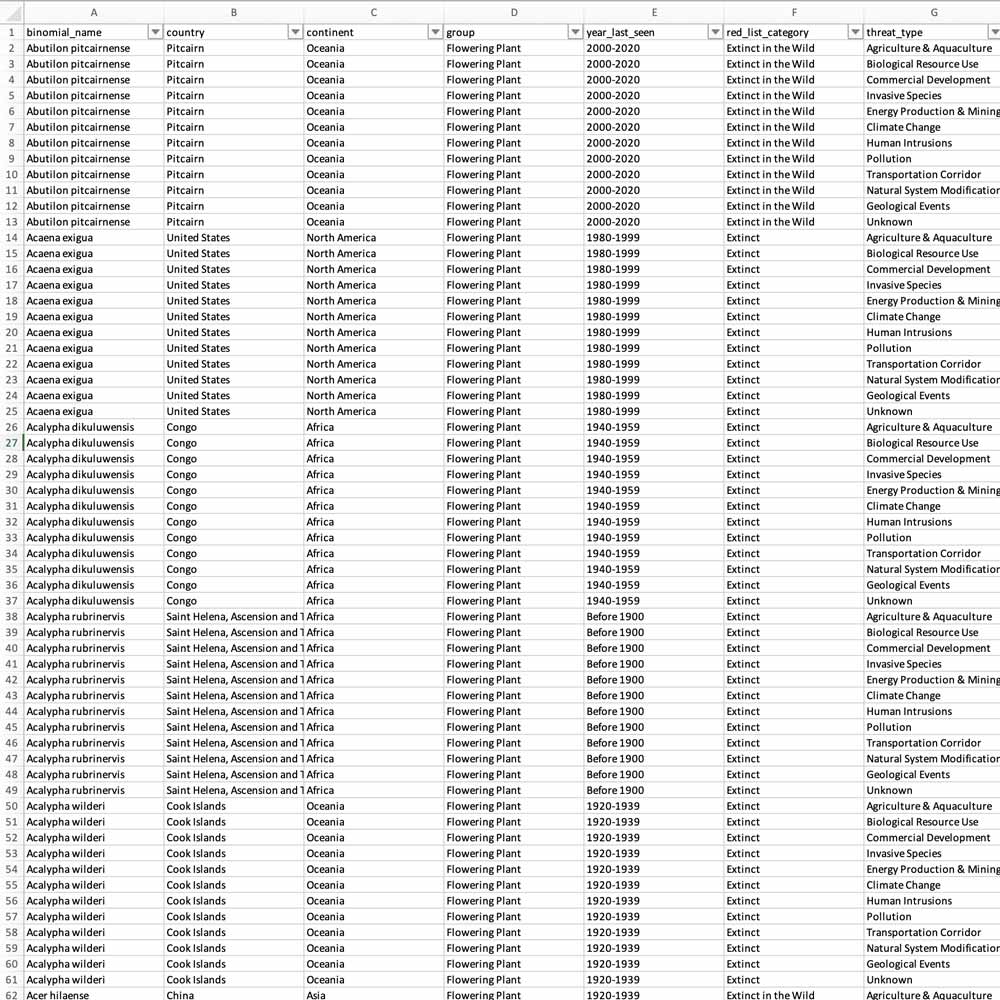 A B C D E F G
1 binomial_name country continent group year_last_seen red_list_category threat_type
2 Abutilon pitcairnense Pitcairn Oceania Flowering Plant 2000-2020 Extinct in the Wild Agriculture & Aquaculture
3 Abutilon pitcairnense Pitcairn Oceania Flowering Plant 2000-2020 Extinct in the Wild Biological Resource Use
4 Abutilon pitcairnense Pitcairn Oceania Flowering Plant 2000-2020 Extinct in the Wild Commercial Development
5 Abutilon pitcairnense Pitcairn Oceania Flowering Plant 2000-2020 Extinct in the Wild Invasive Species
6 Abutilon pitcairnense Pitcairn Oceania Flowering Plant 2000-2020 Extinct in the Wild Energy Production & Mining
7 Abutilon pitcairnense Pitcairn Oceania Flowering Plant 2000-2020 Extinct in the Wild Climate Change
8 Abutilon pitcairnense Pitcairn Oceania Flowering Plant 2000-2020 Extinct in the Wild Human Intrusions
9 Abutilon pitcairnense Pitcairn Oceania Flowering Plant 2000-2020 Extinct in the Wild Pollution
10 Abutilon pitcairnense Pitcairn Oceania Flowering Plant 2000-2020 Extinct in the Wild Transportation Corridor
11 Abutilon pitcairnense Pitcairn Oceania Flowering Plant 2000-2020 Extinct in the Wild Natural System Modification
12 Abutilon pitcairnense Pitcairn Oceania Flowering Plant 2000-2020 Extinct in the Wild Geological Events
13 Abutilon pitcairnense Pitcairn Oceania Flowering Plant 2000-2020 Extinct in the Wild Unknown
14 Acaena exigua United States North America Flowering Plant 1980-1999 Extinct Agriculture & Aquaculture
15 Acaena exigua United States North America Flowering Plant 1980-1999 Extinct Biological Resource Use
16 Acaena exigua United States North America Flowering Plant 1980-1999 Extinct Commercial Development
17 Acaena exigua United States North America Flowering Plant 1980-1999 Extinct Invasive Species
18 Acaena exigua United States North America Flowering Plant 1980-1999 Extinct Energy Production & Mining
19 Acaena exigua United States North America Flowering Plant 1980-1999 Extinct Climate Change
20 Acaena exigua United States North America Flowering Plant 1980-1999 Extinct Human Intrusions
21 Acaena exigua United States North America Flowering Plant 1980-1999 Extinct Pollution
22 Acaena exigua United States North America Flowering Plant 1980-1999 Extinct Transportation Corridor
23 Acaena exigua United States North America Flowering Plant 1980-1999 Extinct Natural System Modification
24 Acaena exigua United States North America Flowering Plant 1980-1999 Extinct Geological Events
25 Acaena exigua United States North America Flowering Plant 1980-1999 Extinct Unknown
26 Acalypha dikuluwensis Congo Africa Flowering Plant 1940-1959 Extinct Agriculture & Aquaculture
27 Acalypha dikuluwensis Congo Africa Flowering Plant 1940-1959 Extinct Biological Resource Use
28 Acalypha dikuluwensis Congo Africa Flowering Plant 1940-1959 Extinct Commercial Development
29 Acalypha dikuluwensis Congo Africa Flowering Plant 1940-1959 Extinct Invasive Species
30 Acalypha dikuluwensis Congo Africa Flowering Plant 1940-1959 Extinct Energy Production & Mining
31 Acalypha dikuluwensis Congo Africa Flowering Plant 1940-1959 Extinct Climate Change
32 Acalypha dikuluwensis Congo Africa Flowering Plant 1940-1959 Extinct Human Intrusions
33 Acalypha dikuluwensis Congo Africa Flowering Plant 1940-1959 Extinct Pollution
34 Acalypha dikuluwensis Congo Africa Flowering Plant 1940-1959 Extinct Transportation Corridor
35 Acalypha dikuluwensis Congo Africa Flowering Plant 1940-1959 Extinct Natural System Modification
36 Acalypha dikuluwensis Congo Africa Flowering Plant 1940-1959 Extinct Geological Events
37 Acalypha dikuluwensis Congo Africa Flowering Plant 1940-1959 Extinct Unknown
38 Acalypha rubrinervis Saint Helena, Ascension and T Africa Flowering Plant Before 1900 Extinct Agriculture & Aquaculture
39 Acalypha rubrinervis Saint Helena, Ascension and T Africa Flowering Plant Before 1900 Extinct Biological Resource Use
40 Acalypha rubrinervis Saint Helena, Ascension and T Africa Flowering Plant Before 1900 Extinct Commercial Development
41 Acalypha rubrinervis Saint Helena, Ascension and T Africa Flowering Plant Before 1900 Extinct Invasive Species
42 Acalypha rubrinervis Saint Helena, Ascension and T Africa Flowering Plant Before 1900 Extinct Energy Production & Mining
43 Acalypha rubrinervis Saint Helena, Ascension and T Africa Flowering Plant Before 1900 Extinct Climate Change
44 Acalypha rubrinervis Saint Helena, Ascension and T Africa Flowering Plant Before 1900 Extinct Human Intrusions
45 Acalypha rubrinervis Saint Helena, Ascension and T Africa Flowering Plant Before 1900 Extinct Pollution
46 Acalypha rubrinervis Saint Helena, Ascension and T Africa Flowering Plant Before 1900 Extinct Transportation Corridor
47 Acalypha rubrinervis Saint Helena, Ascension and T Africa Flowering Plant Before 1900 Extinct Natural System Modification
48 Acalypha rubrinervis Saint Helena, Ascension and T Africa Flowering Plant Before 1900 Extinct Geological Events
49 Acalypha rubrinervis Saint Helena, Ascension and T Africa Flowering Plant Before 1900 Extinct Unknown
50 Acalypha wilderi Cook Islands Oceania Flowering Plant 1920-1939 Extinct Agriculture & Aquaculture
51 Acalypha wilderi Cook Islands Oceania Flowering Plant 1920-1939 Extinct Biological Resource Use
52 Acalypha wilderi Cook Islands Oceania Flowering Plant 1920-1939 Extinct Commercial Development
53 Acalypha wilderi Cook Islands Oceania Flowering Plant 1920-1939 Extinct Invasive Species
54 Acalypha wilderi Cook Islands Oceania Flowering Plant 1920-1939 Extinct Energy Production & Mining
55 Acalypha wilderi Cook Islands Oceania Flowering Plant 1920-1939 Extinct Climate Change
56 Acalypha wilderi Cook Islands Oceania Flowering Plant 1920-1939 Extinct Human Intrusions
57 Acalypha wilderi Cook Islands Oceania Flowering Plant 1920-1939 Extinct Pollution
58 Acalypha wilderi Cook Islands Oceania Flowering Plant 1920-1939 Extinct Transportation Corridor
59 Acalypha wilderi Cook Islands Oceania Flowering Plant 1920-1939 Extinct Natural System Modification
60 Acalypha wilderi Cook Islands Oceania Flowering Plant 1920-1939 Extinct Geological Events
61 Acalypha wilderi Cook Islands Oceania Flowering Plant 1920-1939 Extinct Unknown
62 Acer hilaense China Asia Flowering Plant 1920-1939 Extinct in the Wild Agriculture & Aquaculture